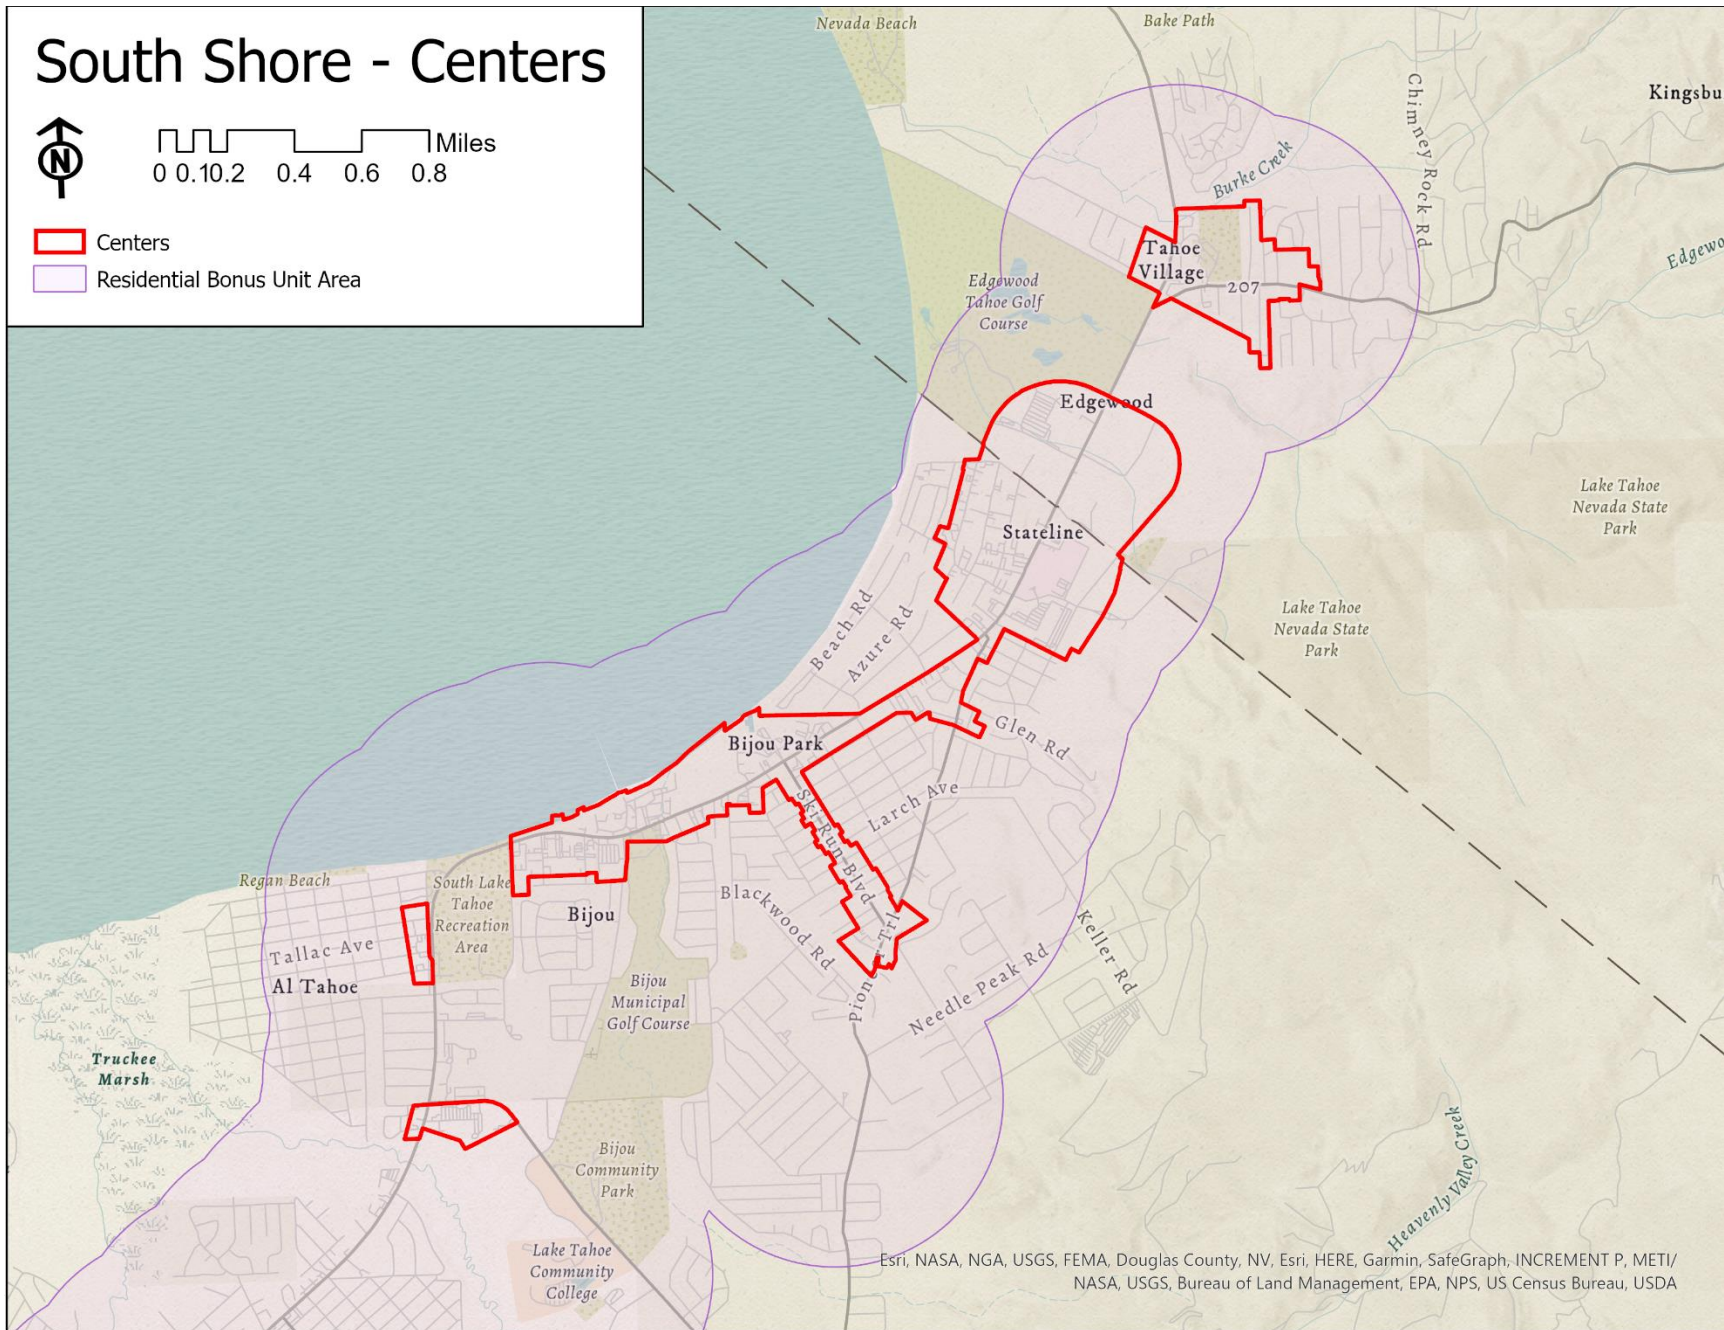 South Shore - Centers
N
Miles
0 0.10.2 0.4 0.6 0.8
Centers
Residential Bonus Unit Area
Nevada Beach
Bake Path
Kingsbu
Chimney Rock Rd
Burke Creek
Edgewo
Tahoe
Village
207
Edgewood
Tahoe Golf
Course
Edgewood
Stateline
Lake Tahoe
Nevada State
Park
Lake Tahoe
Nevada State
Park
Beach Rd
Azure Rd
Glen Rd
Bijou Park
Larch Ave
Ski Run Blvd
Regan Beach
South Lake
Tahoe
Recreation
Area
Bijou
Blackwood Rd
Tallac Ave
Al Tahoe
Pioneer Trl
Keller Rd
Needle Peak Rd
Bijou
Municipal
Golf Course
Truckee
Marsh
Bijou
Community
Park
Heavenly Valley Creek
Lake Tahoe
Community
College
Esri, NASA, NGA, USGS, FEMA, Douglas County, NV, Esri, HERE, Garmin, SafeGraph, INCREMENT P, METI/
NASA, USGS, Bureau of Land Management, EPA, NPS, US Census Bureau, USDA